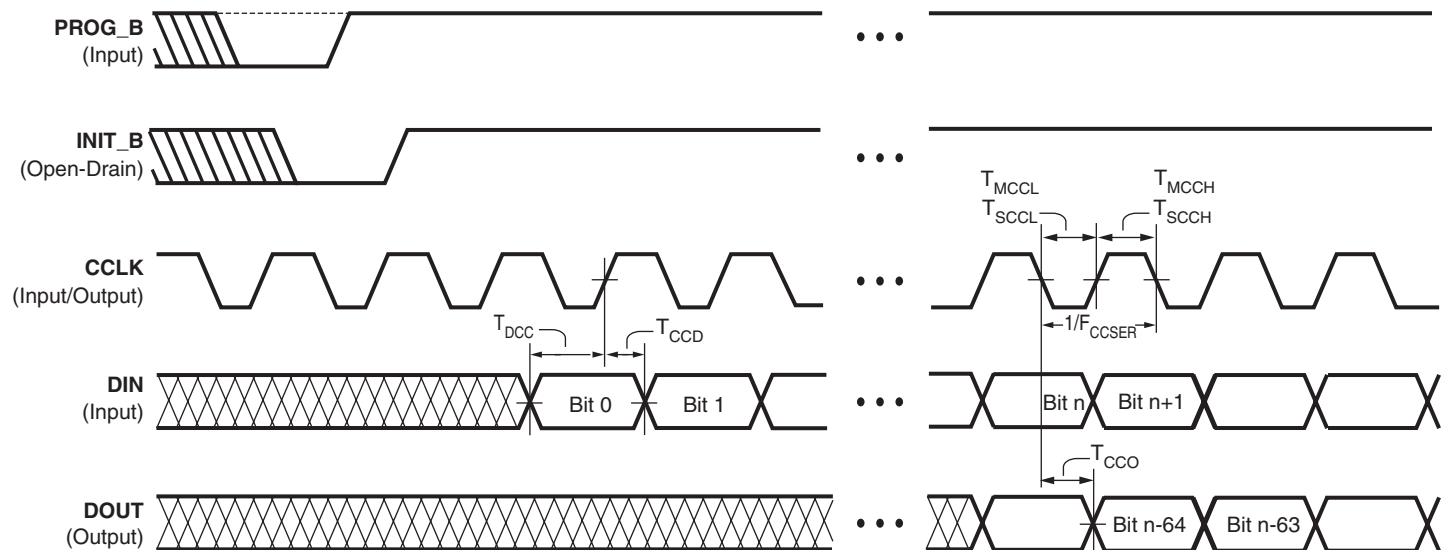 PROG_B
(Input)
INIT_B
(Open-Drain)
T_MCCL
T_SCCL
T_MCCH
T_SCCH
CCLK
(Input/Output)
1/F_CCSER
T_DCC
T_CCD
DIN
(Input)
Bit 0
Bit 1
Bit n
Bit n+1
T_CCO
DOUT
(Output)
Bit n-64
Bit n-63